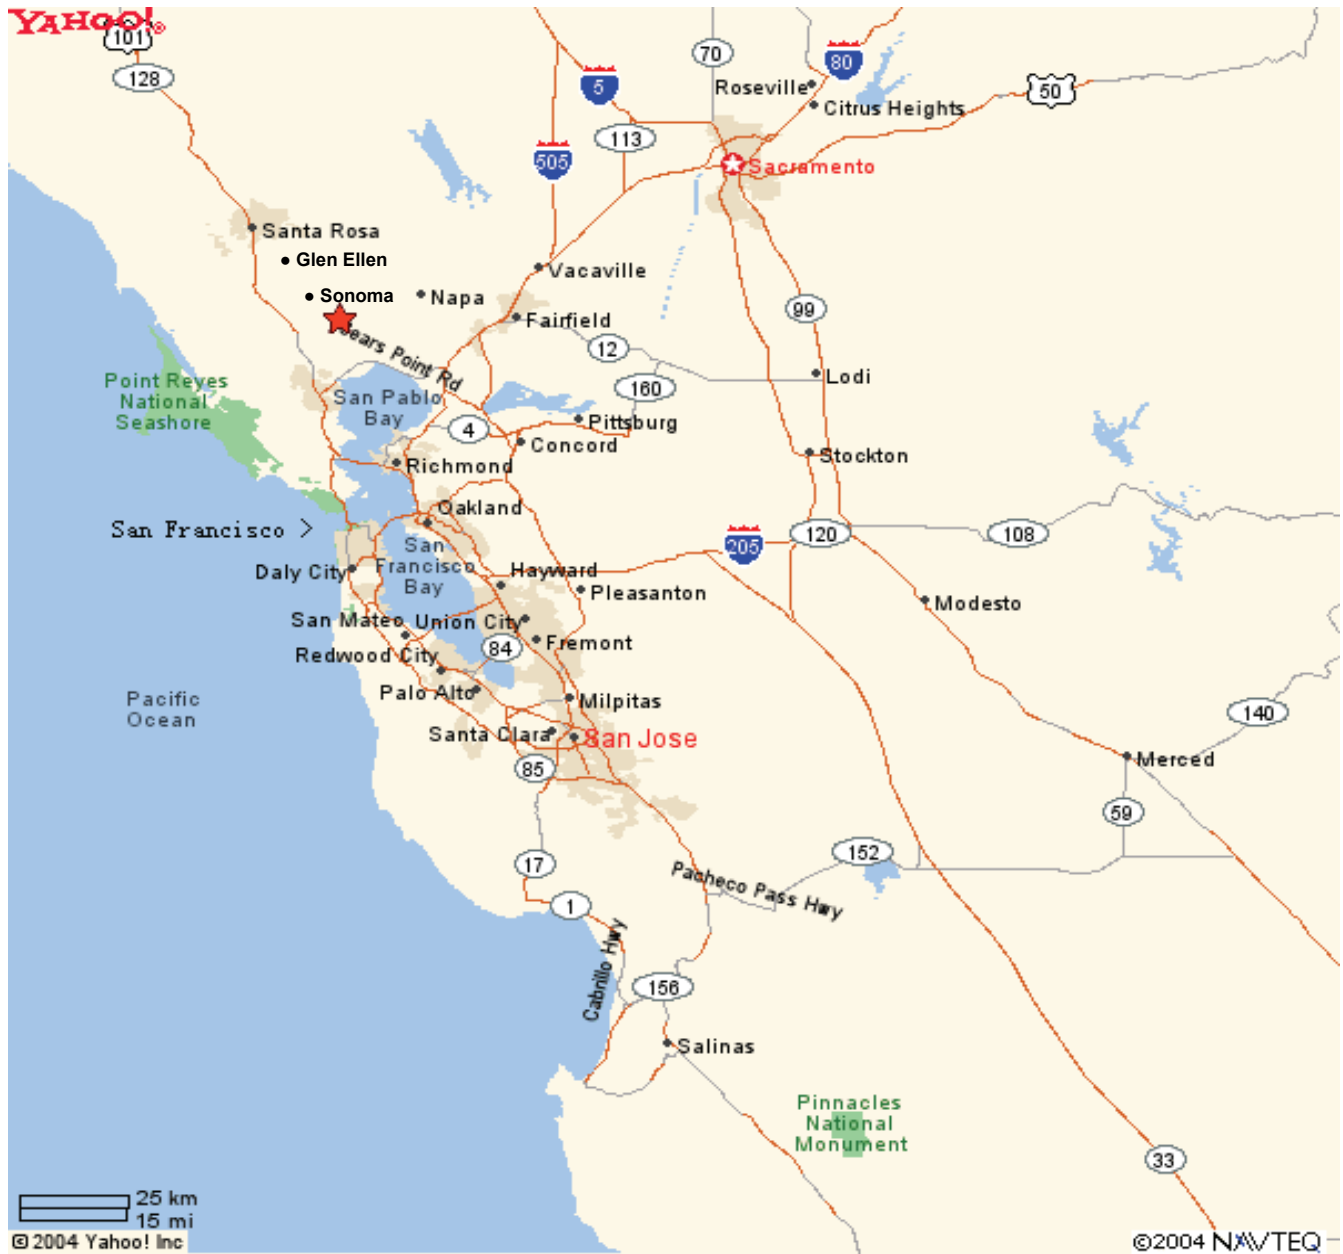 YAHOO!®
101
128
70
80
5
Roseville
50
Citrus Heights
113
505
Sacramento
Santa Rosa
• Glen Ellen
Vacaville
• Sonoma
Napa
99
Fairfield
Sears Point Rd
12
Lodi
160
Point Reyes
National
Seashore
San Pablo
Bay
4
Pittsburg
Concord
Stockton
Richmond
Oakland
San Francisco >
120
108
205
San
Francisco
Bay
Daly City
Hayward
Pleasanton
Modesto
San Mateo
Union City
84
Fremont
Redwood City
Palo Alto
Milpitas
Pacific
Ocean
140
Santa Clara
San Jose
85
Merced
59
17
152
Pacheco Pass Hwy
1
Cabrillo Hwy
156
Salinas
Pinnacles
National
Monument
33
25 km
15 mi
© 2004 Yahoo! Inc
©2004 NAVTEQ